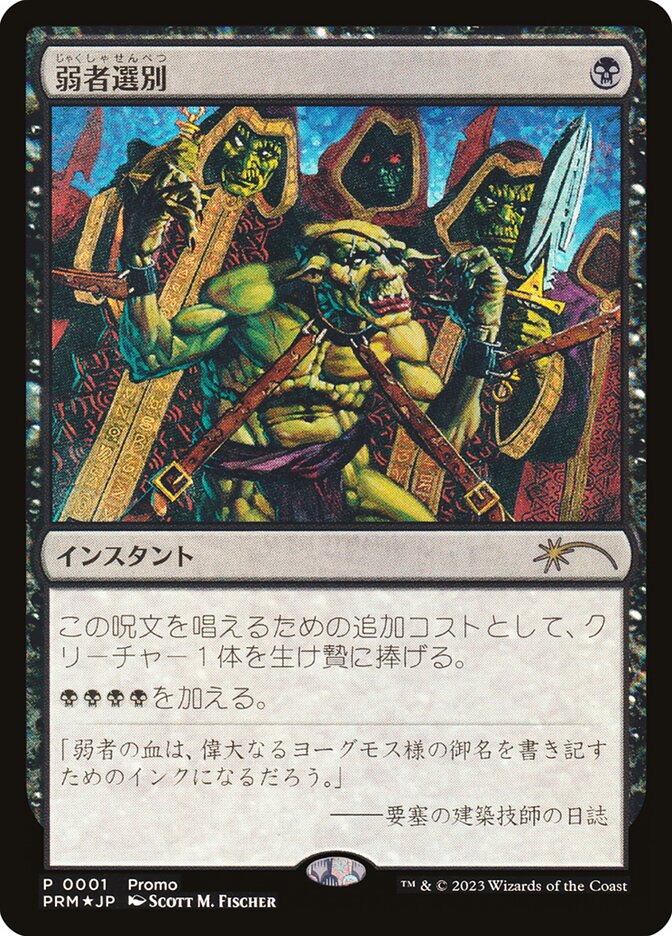 じゃくしゃせんべつ
弱者選別
インスタント
この呪文を唱えるための追加コストとして、ク
リーチャー１体を生け贄に捧げる。
を加える。
「弱者の血は、偉大なるヨーグモス様の御名を書き記す
ためのインクになるだろう。」
――要塞の建築技師の日誌
P 0001 Promo
PRM★JP Scott M. Fischer
™ & © 2023 Wizards of the Coast